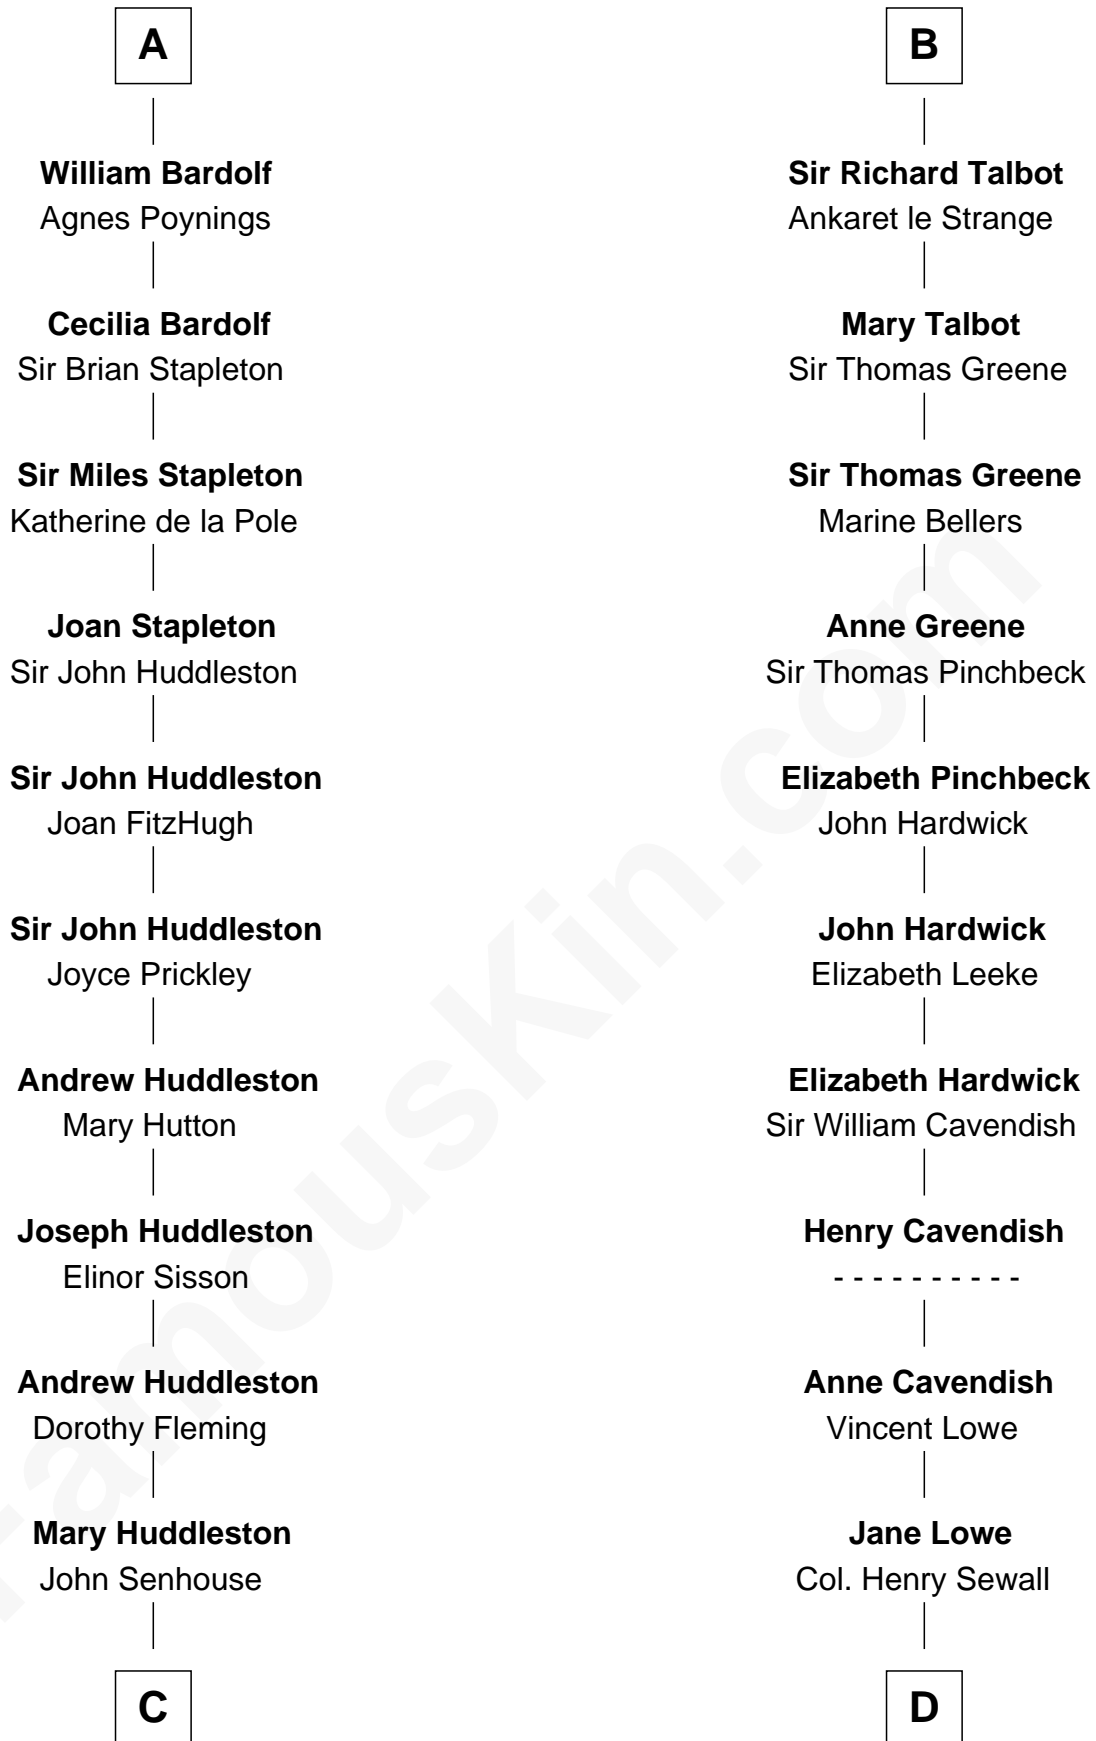 A
William Bardolf
Agnes Poynings
Cecilia Bardolf
Sir Brian Stapleton
Sir Miles Stapleton
Katherine de la Pole
Joan Stapleton
Sir John Huddleston
Sir John Huddleston
Joan FitzHugh
Sir John Huddleston
Joyce Prickley
Andrew Huddleston
Mary Hutton
Joseph Huddleston
Elinor Sisson
Andrew Huddleston
Dorothy Fleming
Mary Huddleston
John Senhouse
C
B
Sir Richard Talbot
Ankaret le Strange
Mary Talbot
Sir Thomas Greene
Sir Thomas Greene
Marine Bellers
Anne Greene
Sir Thomas Pinchbeck
Elizabeth Pinchbeck
John Hardwick
John Hardwick
Elizabeth Leeke
Elizabeth Hardwick
Sir William Cavendish
Henry Cavendish
- - - - - - - - - -
Anne Cavendish
Vincent Lowe
Jane Lowe
Col. Henry Sewall
D
FamousKin.com